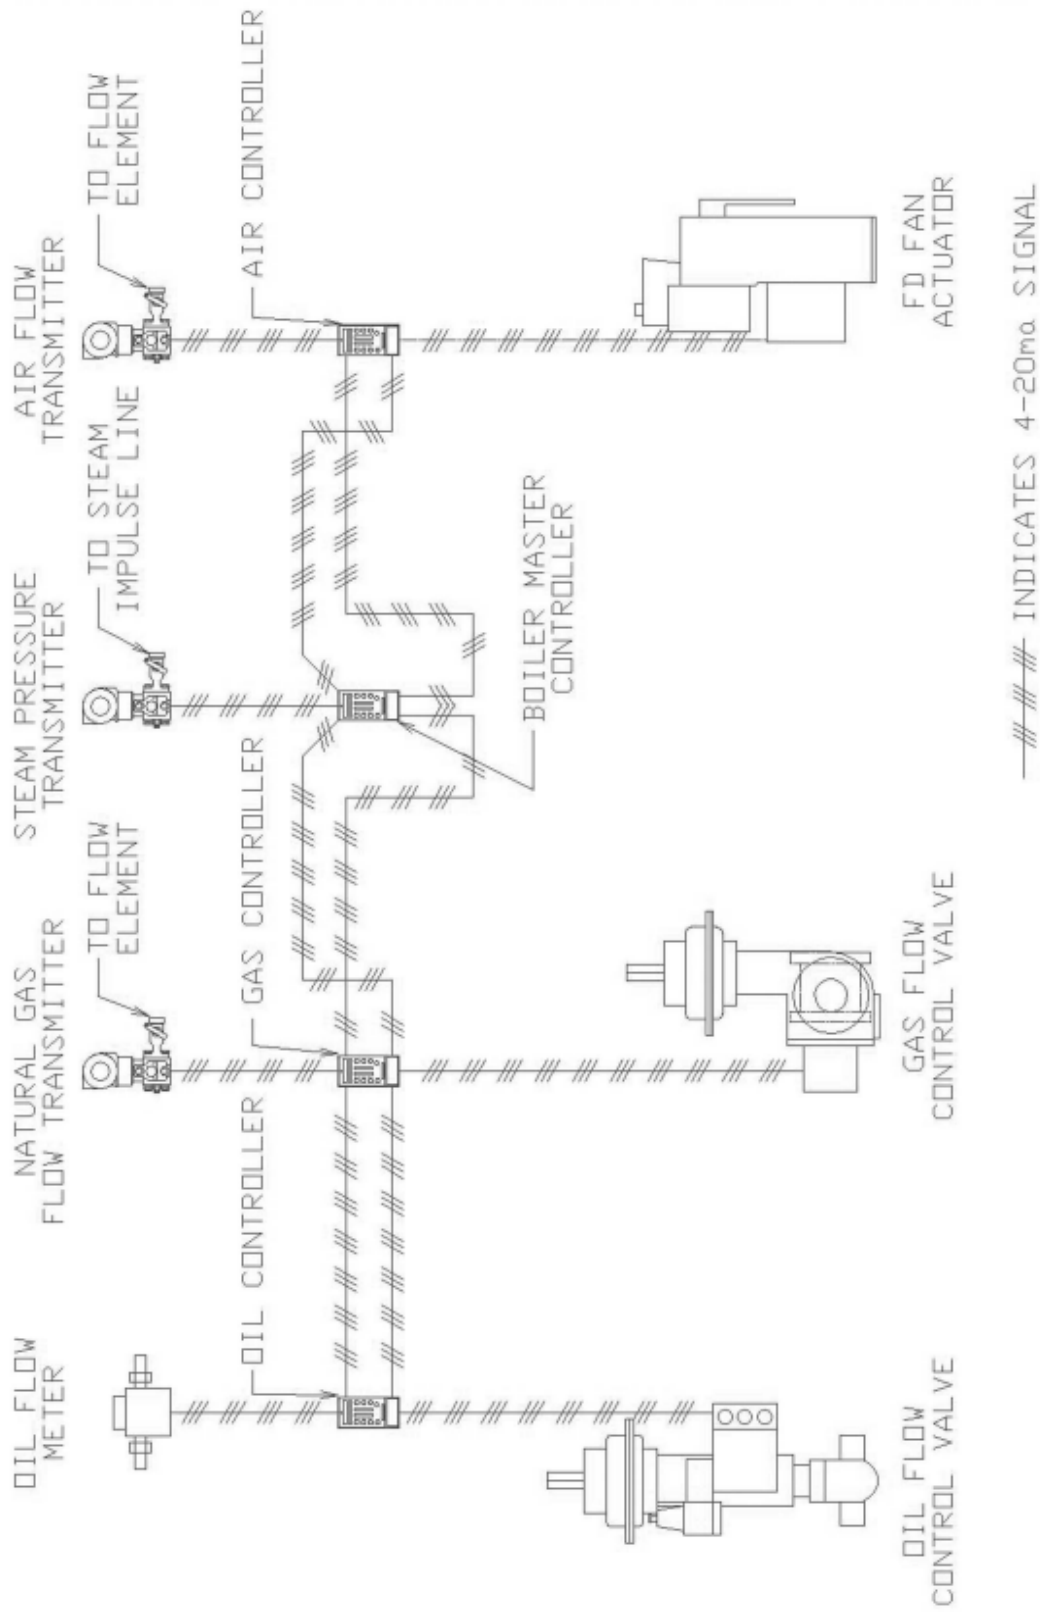 OIL FLOW
METER
NATURAL GAS
FLOW TRANSMITTER
STEAM PRESSURE
TRANSMITTER
AIR FLOW
TRANSMITTER
TO FLOW
ELEMENT
TO STEAM
IMPULSE LINE
TO FLOW
ELEMENT
OIL CONTROLLER
GAS CONTROLLER
AIR CONTROLLER
BOILER MASTER
CONTROLLER
OIL FLOW
CONTROL VALVE
GAS FLOW
CONTROL VALVE
FD FAN
ACTUATOR
INDICATES 4-20ma SIGNAL